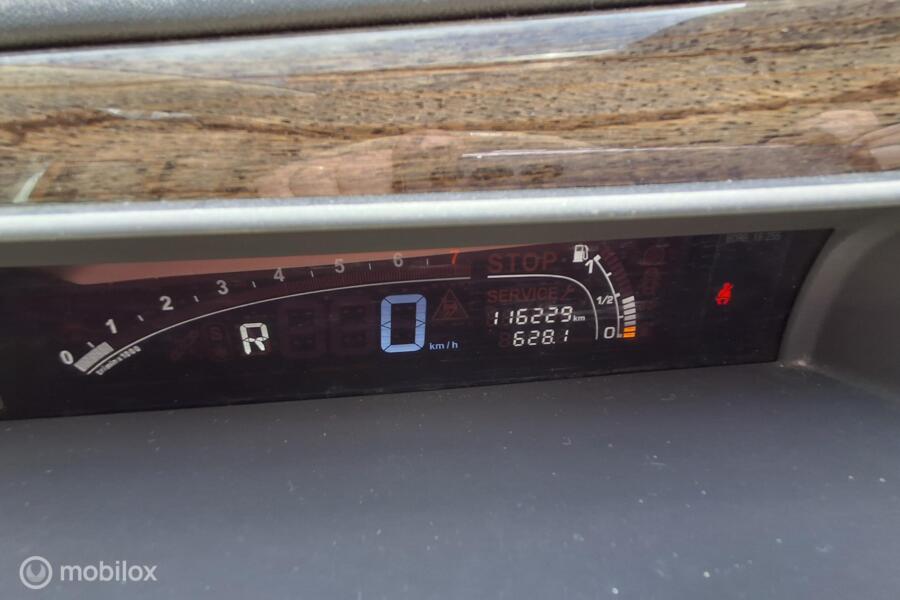 0 1 2 3 4 5 6 7
R
0 km/h
STOP
SERVICE
116229 km
628.1
1
1/2
0
mobilox